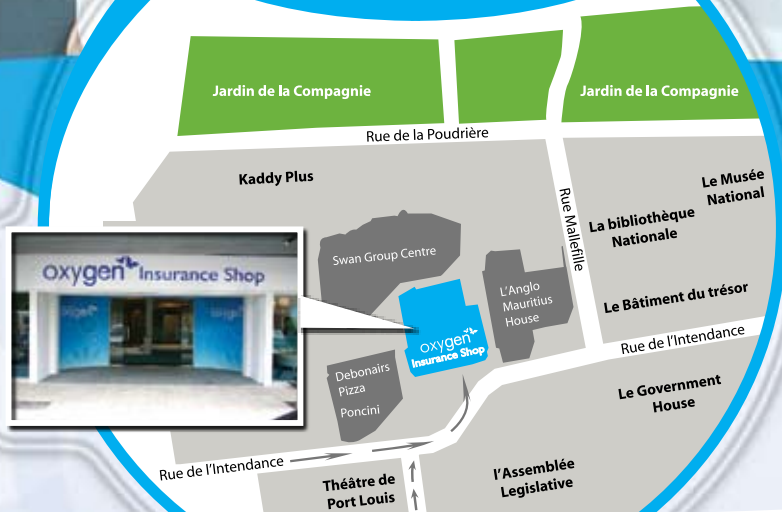 Jardin de la Compagnie
Jardin de la Compagnie
Rue de la Poudrière
Kaddy Plus
Le Musée
National
Rue Mallefille
La bibliothèque
Nationale
Swan Group Centre
oxygen Insurance Shop
L'Anglo
Mauritius
House
Le Bâtiment du trésor
oxygen
Insurance Shop
Rue de l'Intendance
Debonairs
Pizza
Poncini
Le Government
House
Rue de l'Intendance
Théâtre de
Port Louis
l'Assemblée
Legislative